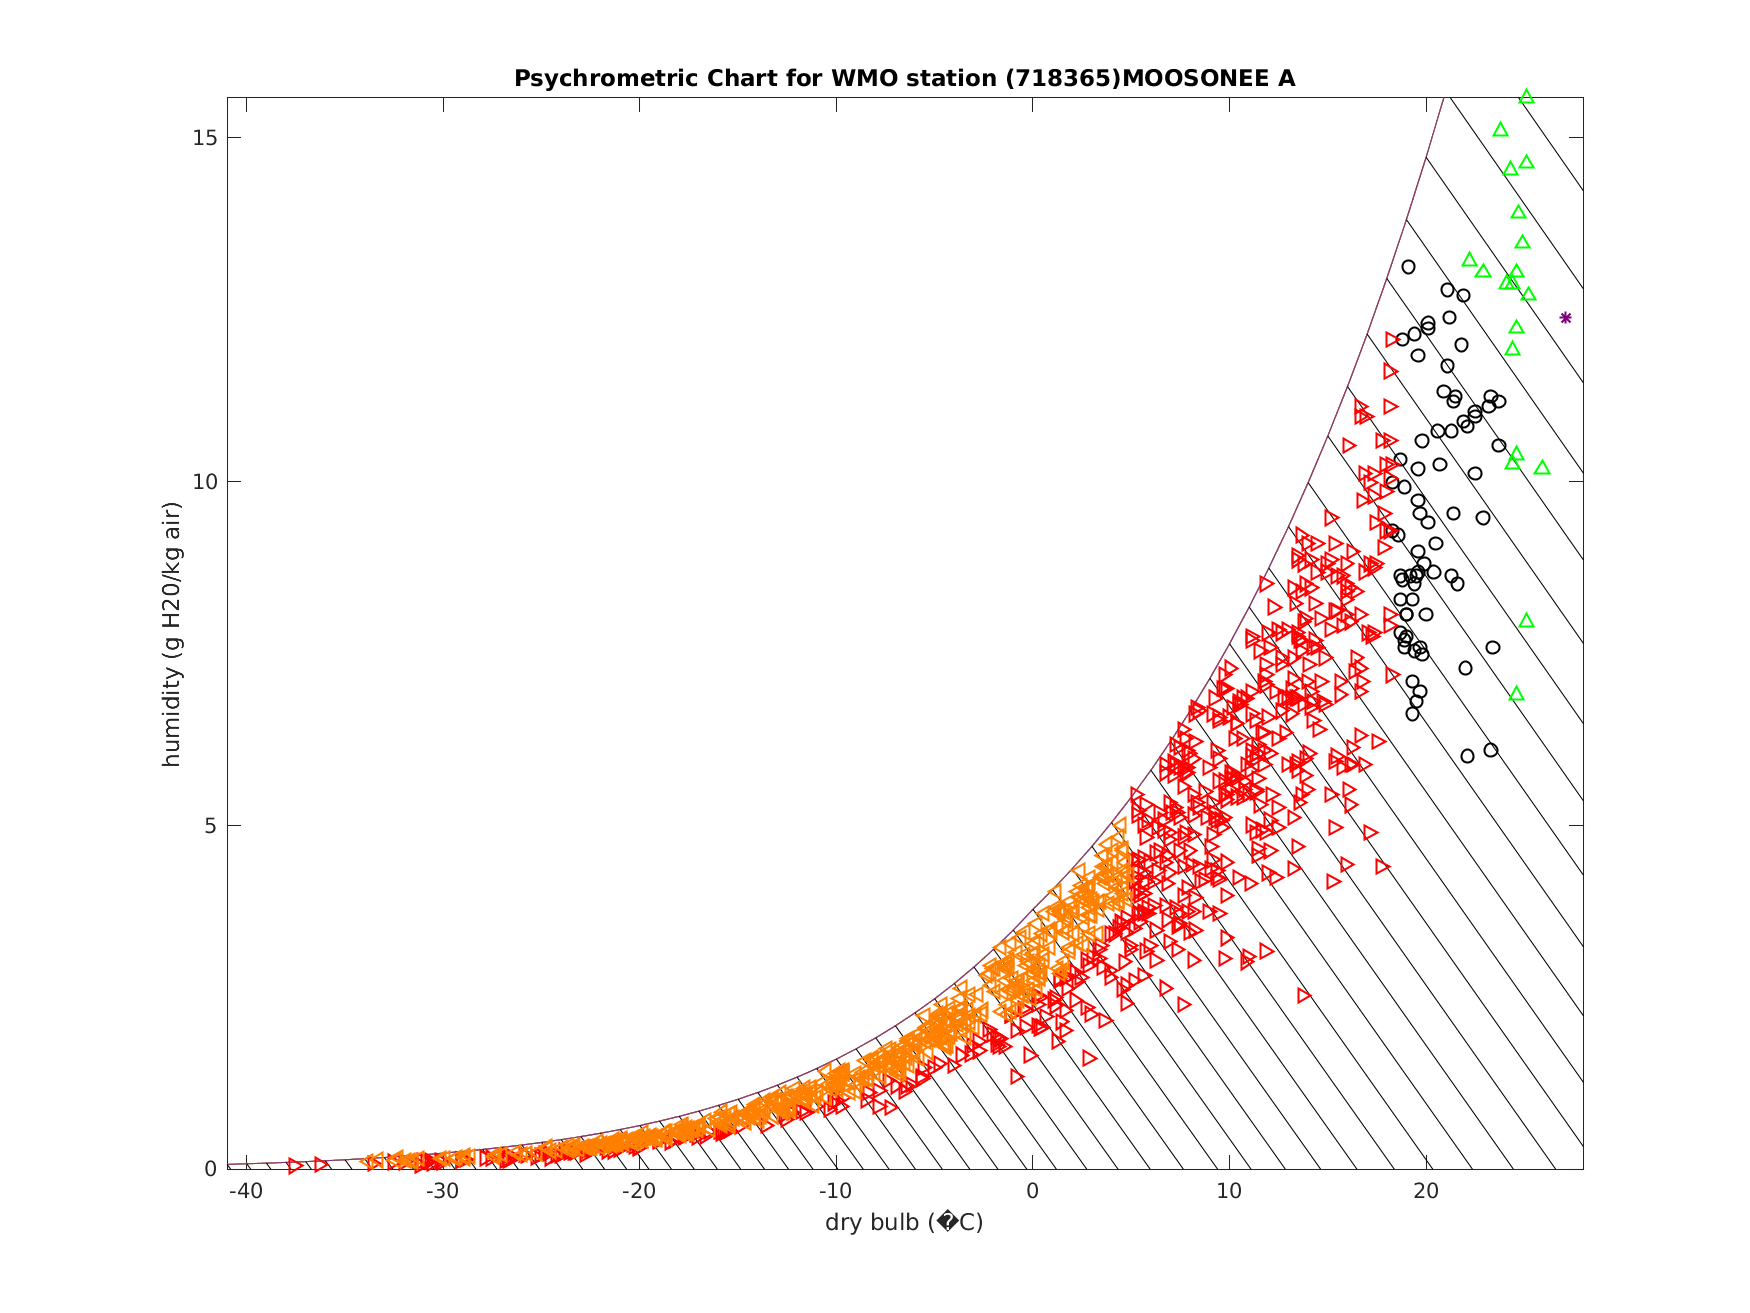 Psychrometric Chart for WMO station (718365)MOOSONEE A
15
10
5
0
humidity (g H20/kg air)
-40 -30 -20 -10 0 10 20
dry bulb (�C)